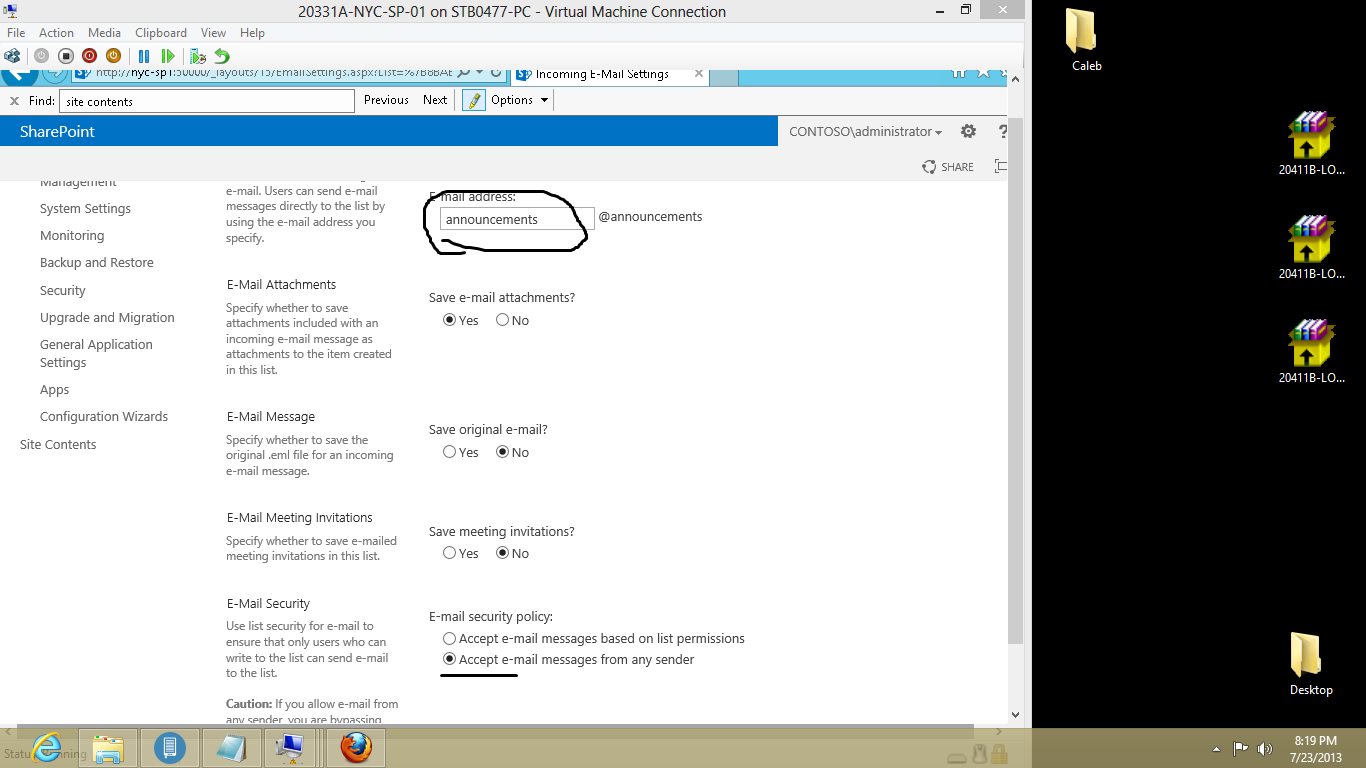 20331A-NYC-SP-01 on STB0477-PC - Virtual Machine Connection
File Action Media Clipboard View Help
Caleb
http://nyc-sp1:50000/_layouts/15/EmailSettings.aspx?List=%7B8BAE
Incoming E-Mail Settings
Find: site contents Previous Next Options
SharePoint
CONTOSO\administrator
?
SHARE
Management
System Settings
Monitoring
Backup and Restore
Security
Upgrade and Migration
General Application
Settings
Apps
Configuration Wizards
Site Contents
e-mail. Users can send e-mail
messages directly to the list by
using the e-mail address you
specify.
E-mail address:
announcements @announcements
E-Mail Attachments
Specify whether to save
attachments included with an
incoming e-mail message as
attachments to the item created
in this list.
Save e-mail attachments?
Yes No
E-Mail Message
Specify whether to save the
original .eml file for an incoming
e-mail message.
Save original e-mail?
Yes No
E-Mail Meeting Invitations
Specify whether to save e-mailed
meeting invitations in this list.
Save meeting invitations?
Yes No
E-Mail Security
Use list security for e-mail to
ensure that only users who can
write to the list can send e-mail
to the list.
Caution: If you allow e-mail from
any sender, you are bypassing
E-mail security policy:
Accept e-mail messages based on list permissions
Accept e-mail messages from any sender
20411B-LO...
20411B-LO...
20411B-LO...
Desktop
8:19 PM
7/23/2013